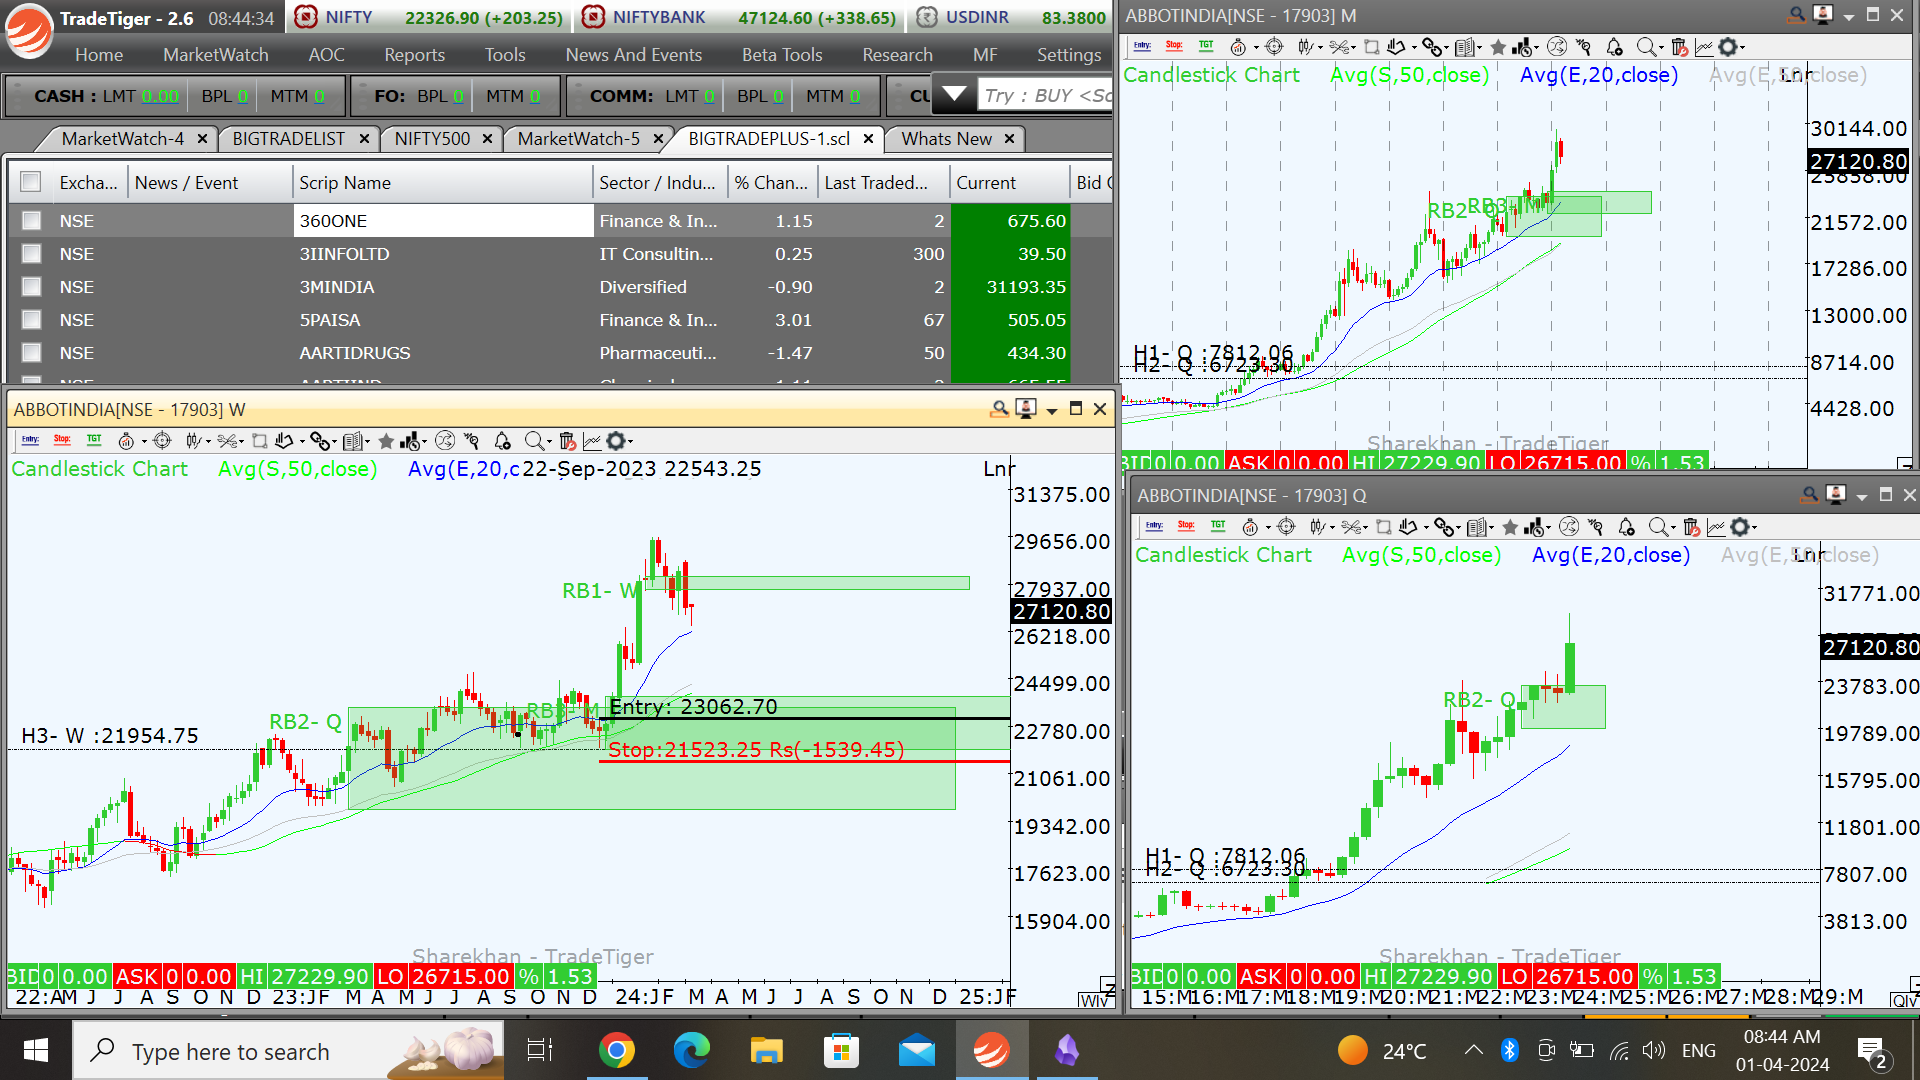 TradeTiger - 2.6 08:44:34 NIFTY 22326.90 (+203.25) NIFTYBANK 47124.60 (+338.65) USDINR 83.3800
Home MarketWatch AOC Reports Tools News And Events Beta Tools Research MF Settings
CASH : LMT 0.00 BPL 0 MTM 0 FO: BPL 0 MTM 0 COMM: LMT 0 BPL 0 MTM 0 Try : BUY <Sc
MarketWatch-4 BIGTRADELIST NIFTY500 MarketWatch-5 BIGTRADEPLUS-1.scl Whats New
Excha... News / Event Scrip Name Sector / Indu... % Chan... Last Traded... Current Bid
NSE 360ONE Finance & In... 1.15 2 675.60
NSE 3IINFOLTD IT Consultin... 0.25 300 39.50
NSE 3MINDIA Diversified -0.90 2 31193.35
NSE 5PAISA Finance & In... 3.01 67 505.05
NSE AARTIDRUGS Pharmaceuti... -1.47 50 434.30
ABBOTINDIA[NSE - 17903] W
Entry: Stop: TGT
Candlestick Chart Avg(S,50,close) Avg(E,20,c 22-Sep-2023 22543.25 Lnr
31375.00
29656.00
RB1- W 27937.00
27120.80
26218.00
24499.00
RB3- M Entry: 23062.70
RB2- Q
H3- W :21954.75 22780.00
Stop:21523.25 Rs(-1539.45)
21061.00
19342.00
17623.00
15904.00
Sharekhan - TradeTiger
BID 0 0.00 ASK 0 0.00 HI 27229.90 LO 26715.00 % 1.53
22:A M J J A S O N D 23:JF M A M J J A S O N D 24:JF M A M J J A S O N D 25:JF
ABBOTINDIA[NSE - 17903] M
Entry: Stop: TGT
Candlestick Chart Avg(S,50,close) Avg(E,20,close) Avg(E,50,close) Lnr
30144.00
27120.80
25858.00
RB2- Q RB3- M
21572.00
17286.00
13000.00
H1- Q :7812.06
H2- Q :6723.30 8714.00
4428.00
Sharekhan - TradeTiger
BID 0 0.00 ASK 0 0.00 HI 27229.90 LO 26715.00 % 1.53
ABBOTINDIA[NSE - 17903] Q
Entry: Stop: TGT
Candlestick Chart Avg(S,50,close) Avg(E,20,close) Avg(E,50,close) Lnr
31771.00
27120.80
23783.00
RB2- Q
19789.00
15795.00
11801.00
H1- Q :7812.06
H2- Q :6723.30 7807.00
3813.00
Sharekhan - TradeTiger
BID 0 0.00 ASK 0 0.00 HI 27229.90 LO 26715.00 % 1.53
15:M 16:M 17:M 18:M 19:M 20:M 21:M 22:M 23:M 24:M 25:M 26:M 27:M 28:M 29:M
Type here to search
24°C
ENG
08:44 AM
01-04-2024
2